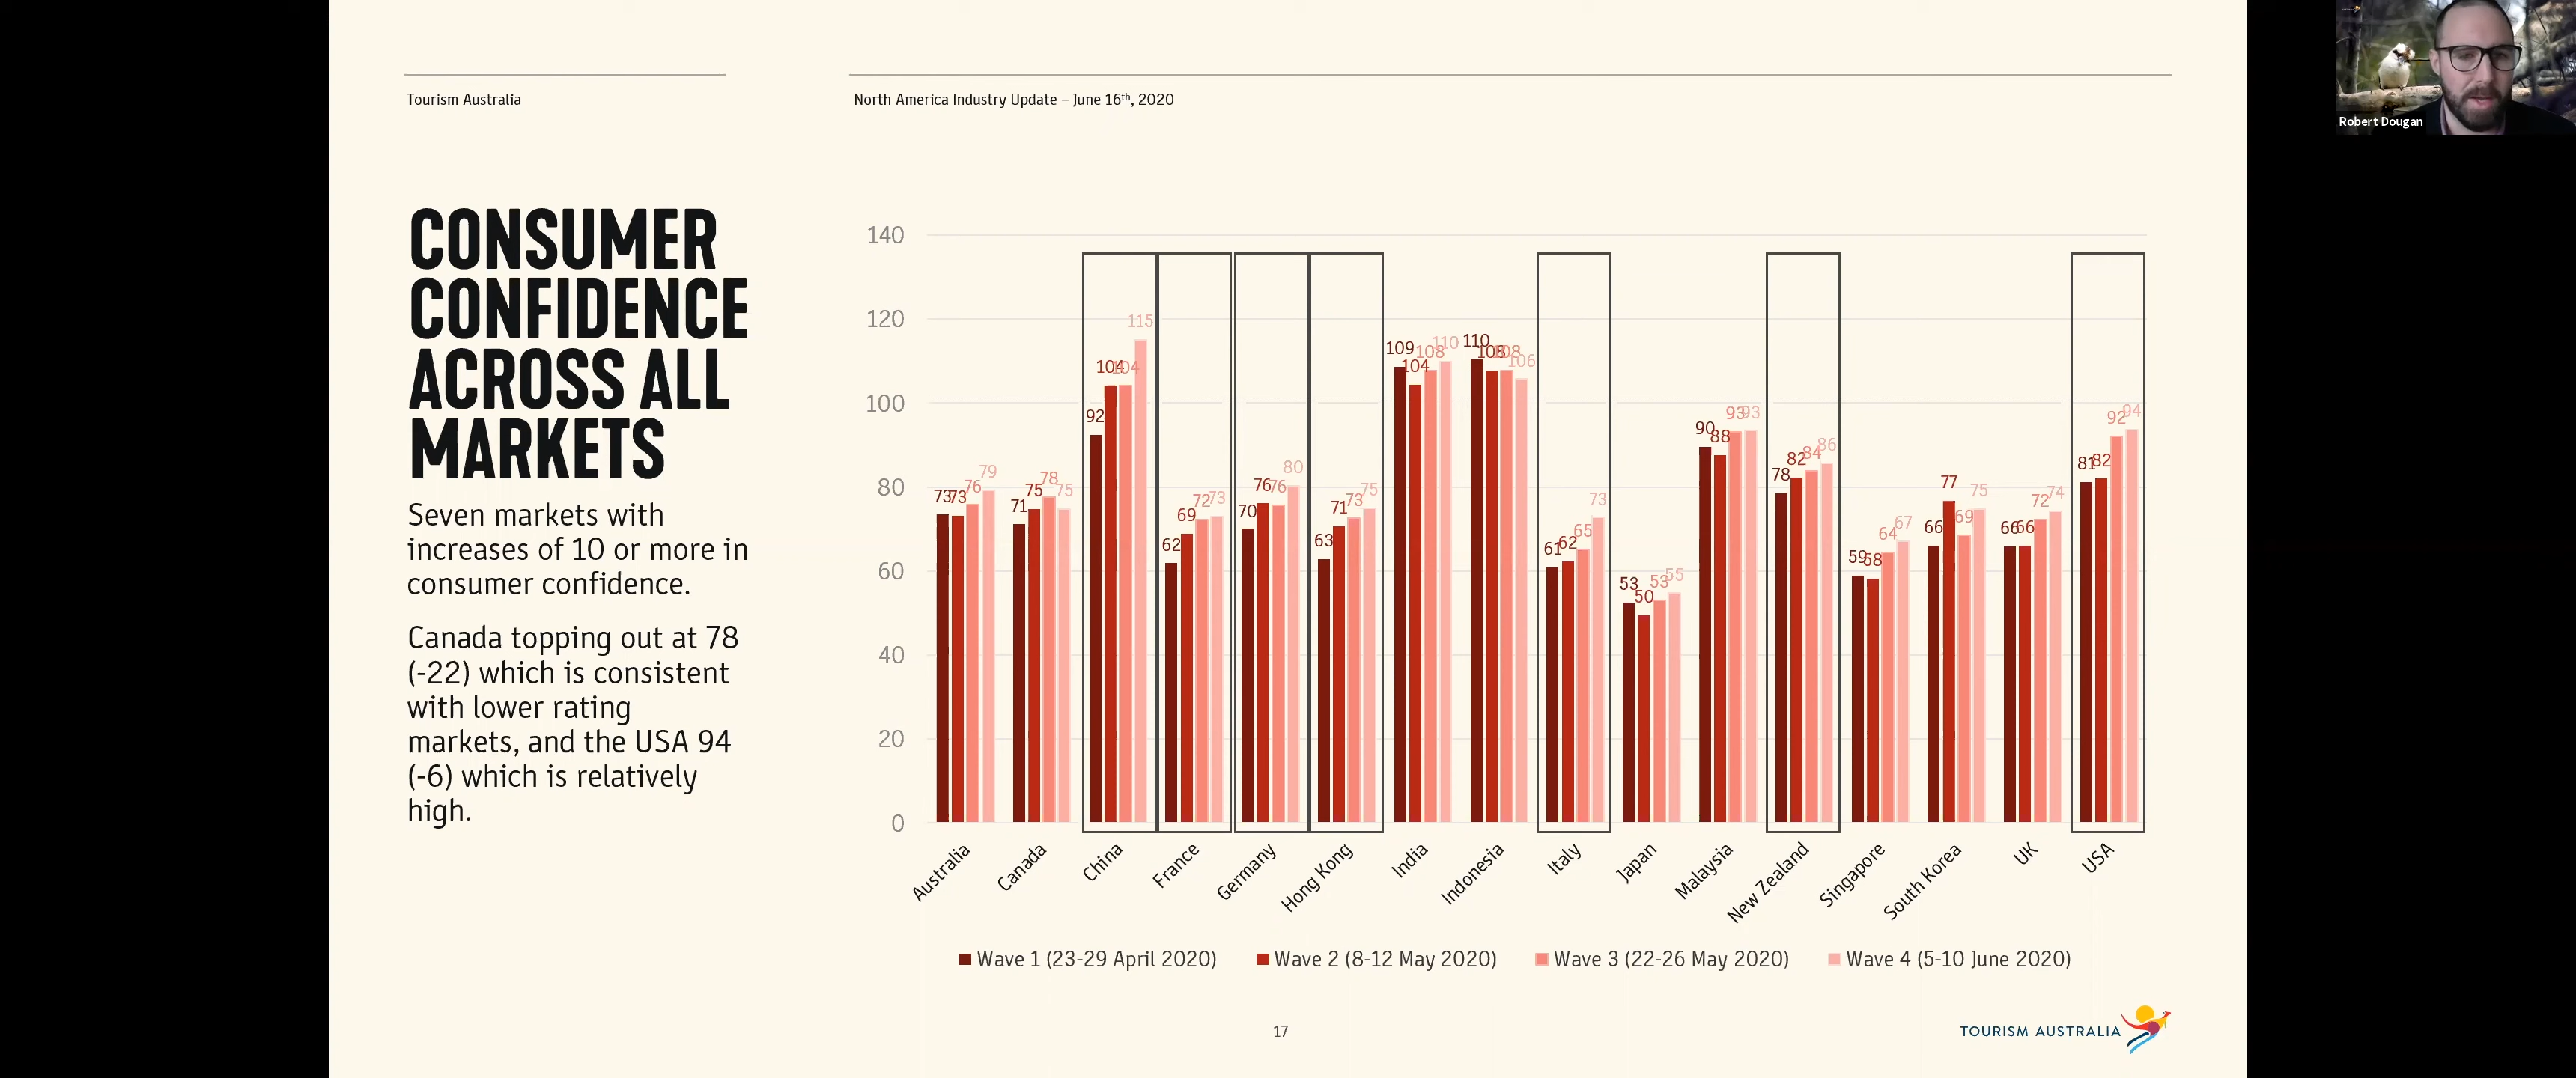 Tourism Australia
North America Industry Update – June 16th, 2020
Robert Dougan
CONSUMER
CONFIDENCE
ACROSS ALL
MARKETS
Seven markets with
increases of 10 or more in
consumer confidence.
Canada topping out at 78
(-22) which is consistent
with lower rating
markets, and the USA 94
(-6) which is relatively
high.
140
120
100
80
60
40
20
0
73 73 76 79
71 75 78 75
92 104 104 115
62 69 72 73
70 76 76 80
63 71 73 75
109 104 108 110
110 108 108 106
61 62 65 73
53 50 53 55
90 88 93 93
78 82 84 86
59 58 64 67
66 77 69 75
66 66 72 74
81 82 92 94
Australia
Canada
China
France
Germany
Hong Kong
India
Indonesia
Italy
Japan
Malaysia
New Zealand
Singapore
South Korea
UK
USA
Wave 1 (23-29 April 2020) Wave 2 (8-12 May 2020) Wave 3 (22-26 May 2020) Wave 4 (5-10 June 2020)
17
TOURISM AUSTRALIA